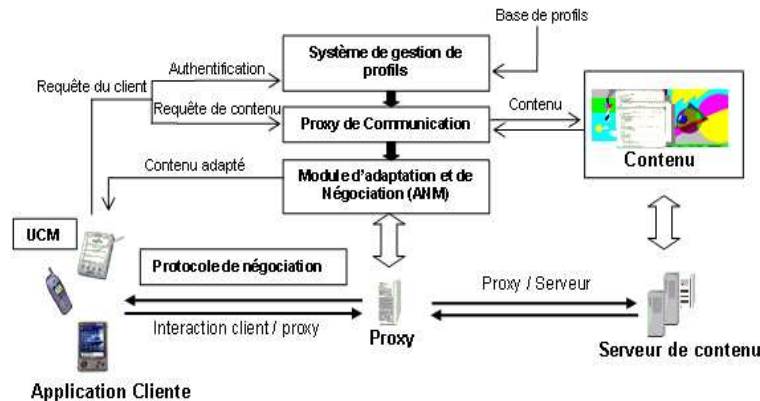 Base de profils
Système de gestion de
profils
Authentification
Requête du client
Requête de contenu
Proxy de Communication
Contenu
Contenu
Contenu adapté
Module d'adaptation et de
Négociation (ANM)
UCM
Protocole de négociation
Proxy / Serveur
Interaction client / proxy
Proxy
Serveur de contenu
Application Cliente